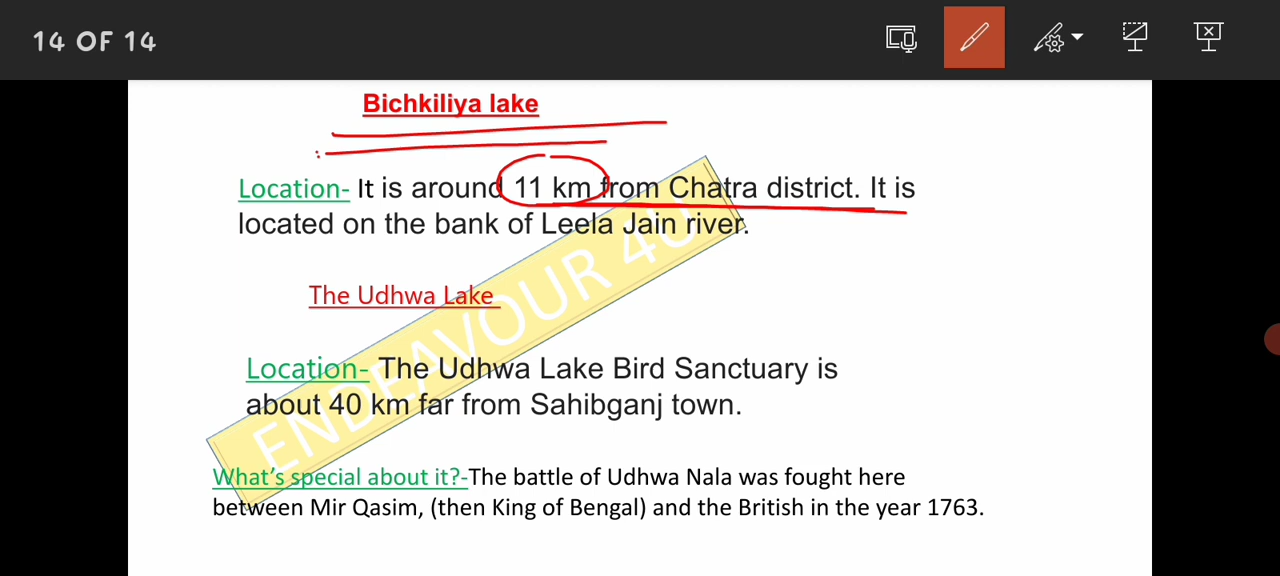 14 OF 14
Bichkiliya lake
Location- It is around 11 km from Chatra district. It is
located on the bank of Leela Jain river.
The Udhwa Lake
Location- The Udhwa Lake Bird Sanctuary is
about 40 km far from Sahibganj town.
What's special about it?-The battle of Udhwa Nala was fought here
between Mir Qasim, (then King of Bengal) and the British in the year 1763.
ENDEAVOUR 4U